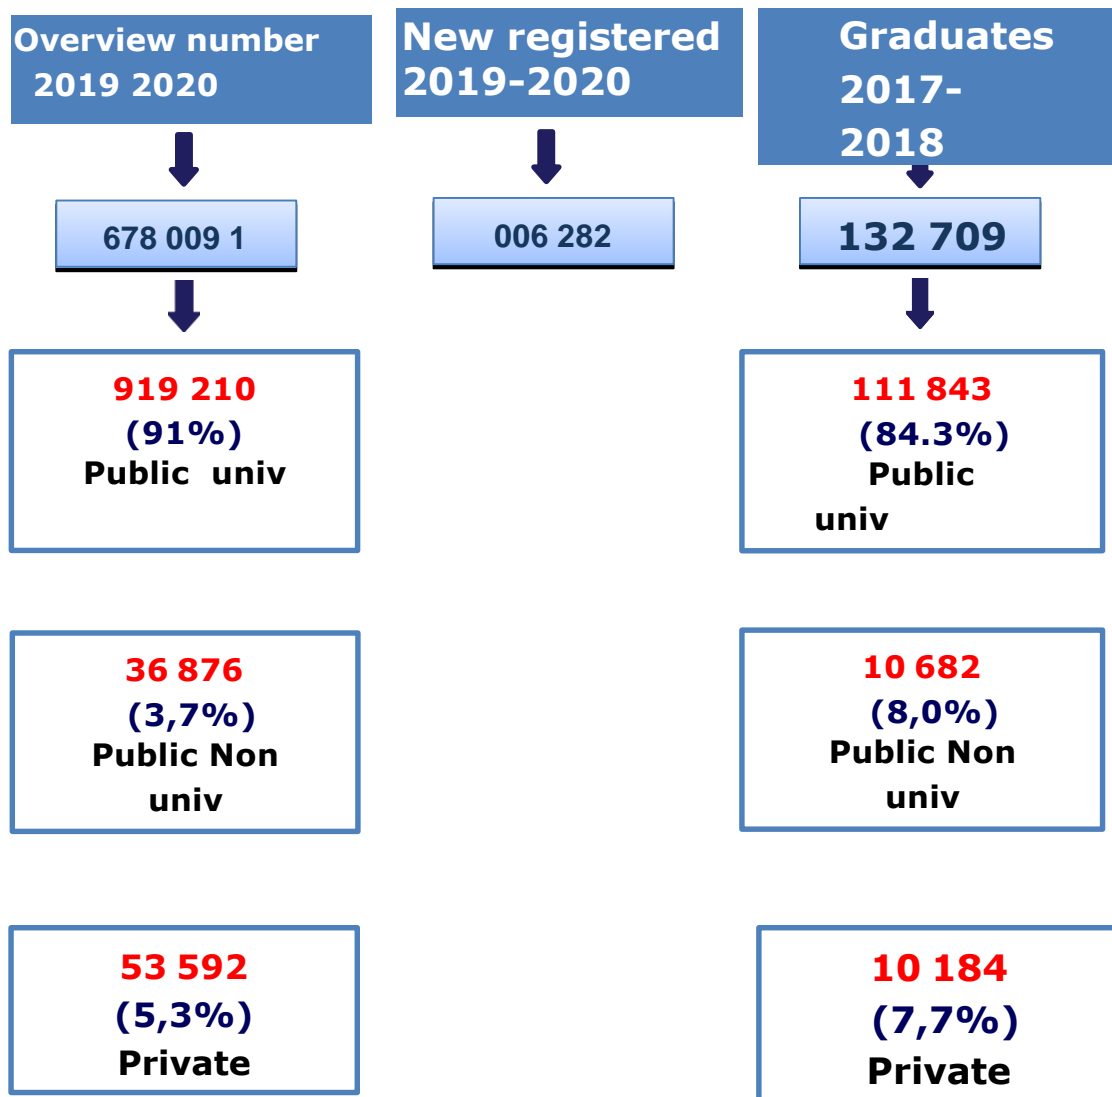 Overview number
2019 2020
678 009 1
919 210
(91%)
Public univ
36 876
(3,7%)
Public Non
univ
53 592
(5,3%)
Private
New registered
2019-2020
006 282
Graduates
2017-
2018
132 709
111 843
(84.3%)
Public
univ
10 682
(8,0%)
Public Non
univ
10 184
(7,7%)
Private